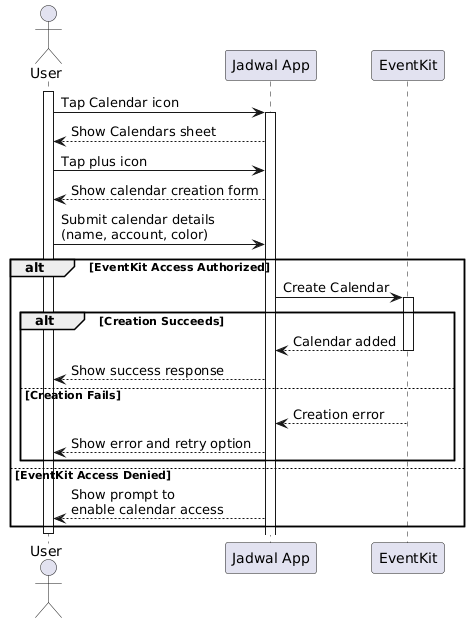 User
Jadwal App
EventKit
Tap Calendar icon
Show Calendars sheet
Tap plus icon
Show calendar creation form
Submit calendar details
(name, account, color)
alt [EventKit Access Authorized]
Create Calendar
alt [Creation Succeeds]
Calendar added
Show success response
[Creation Fails]
Creation error
Show error and retry option
[EventKit Access Denied]
Show prompt to
enable calendar access
User
Jadwal App
EventKit